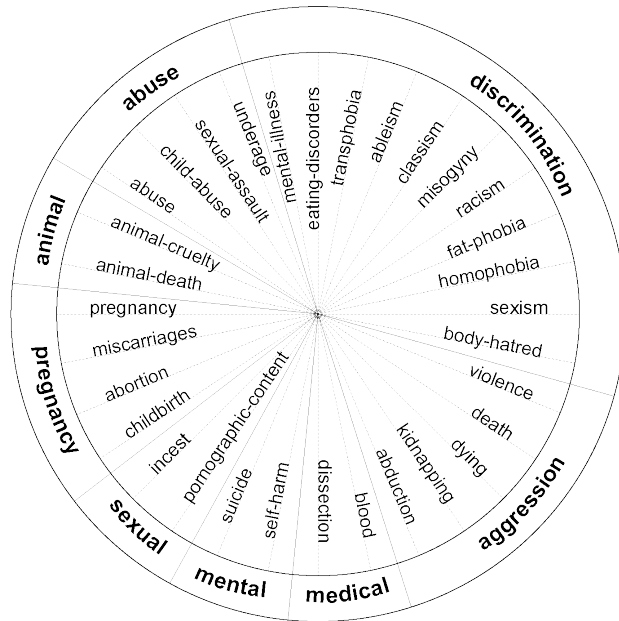 discrimination
mental-illness
eating-disorders
transphobia
ableism
classism
misogyny
racism
fat-phobia
homophobia
sexism
body-hatred
aggression
violence
death
dying
kidnapping
abduction
medical
blood
dissection
mental
self-harm
suicide
sexual
pornographic-content
incest
pregnancy
childbirth
abortion
miscarriages
pregnancy
animal
animal-death
animal-cruelty
abuse
abuse
child-abuse
sexual-assault
underage